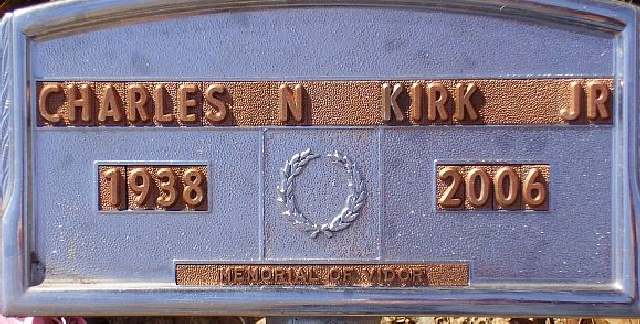 CHARLES N KIRK JR
1938 2006
MEMORIAL OF VIDOR